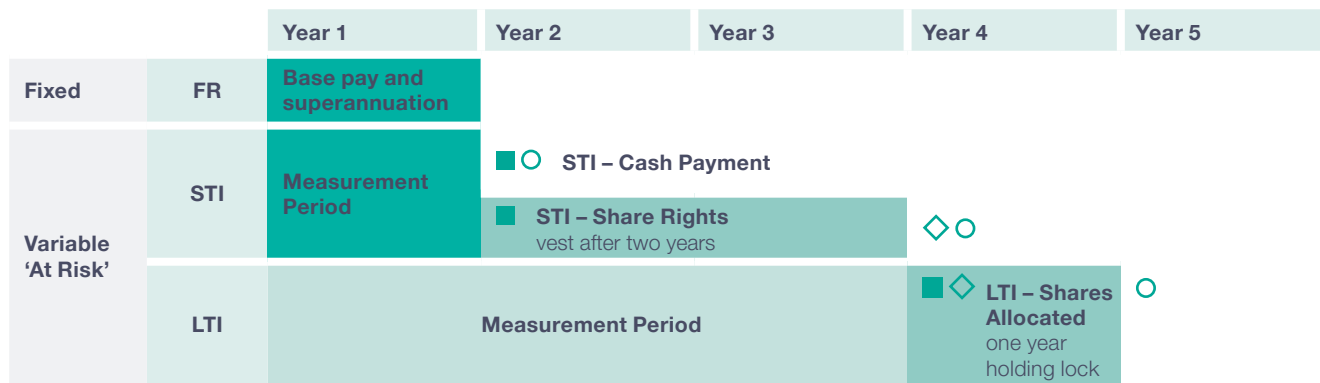 Year 1
Year 2
Year 3
Year 4
Year 5
Fixed
FR
Base pay and
superannuation
Variable
‘At Risk’
STI
Measurement
Period
STI – Cash Payment
STI – Share Rights
vest after two years
LTI
Measurement Period
LTI – Shares
Allocated
one year
holding lock